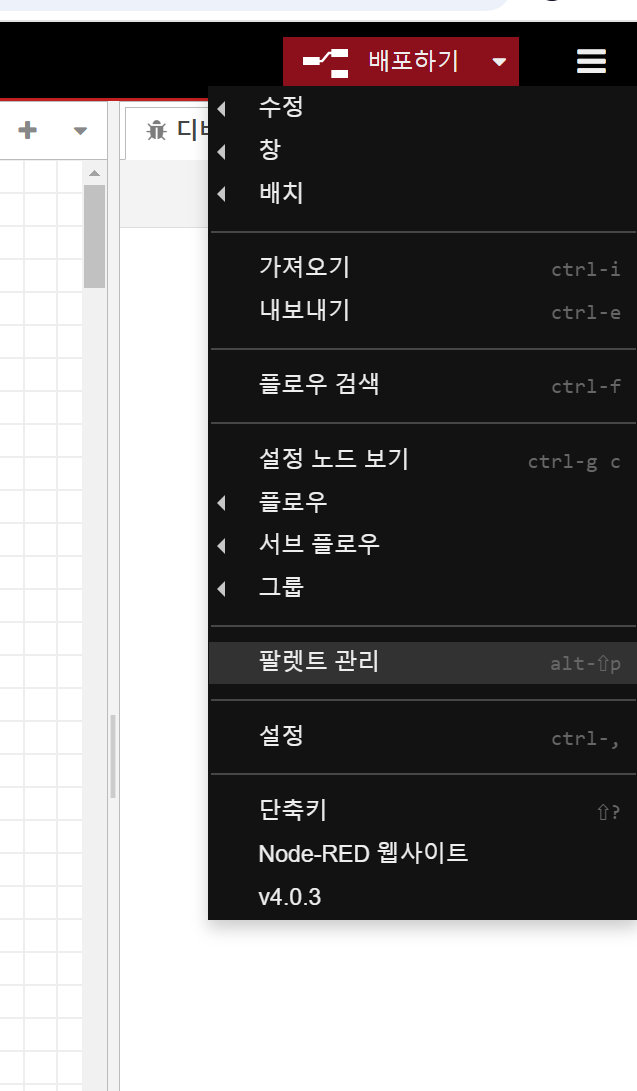 배포하기
디버
수정
창
배치
가져오기 ctrl-i
내보내기 ctrl-e
플로우 검색 ctrl-f
설정 노드 보기 ctrl-g c
플로우
서브 플로우
그룹
팔렛트 관리 alt-⇧p
설정 ctrl-,
단축키 ⇧?
Node-RED 웹사이트
v4.0.3